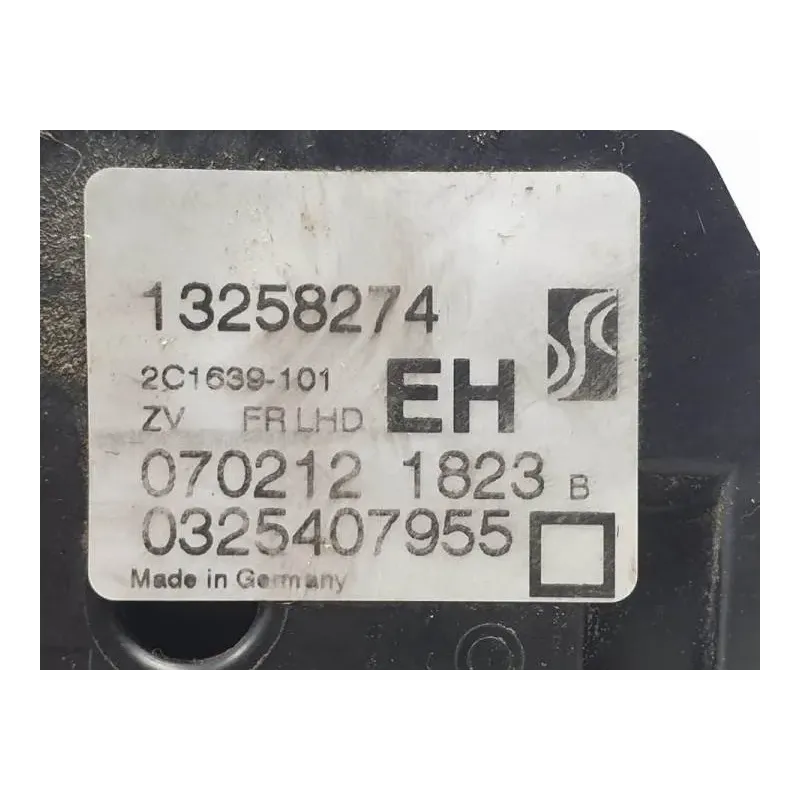 13258274
2C1639-101
ZV FR LHD EH
070212 1823 B
0325407955
Made in Germany